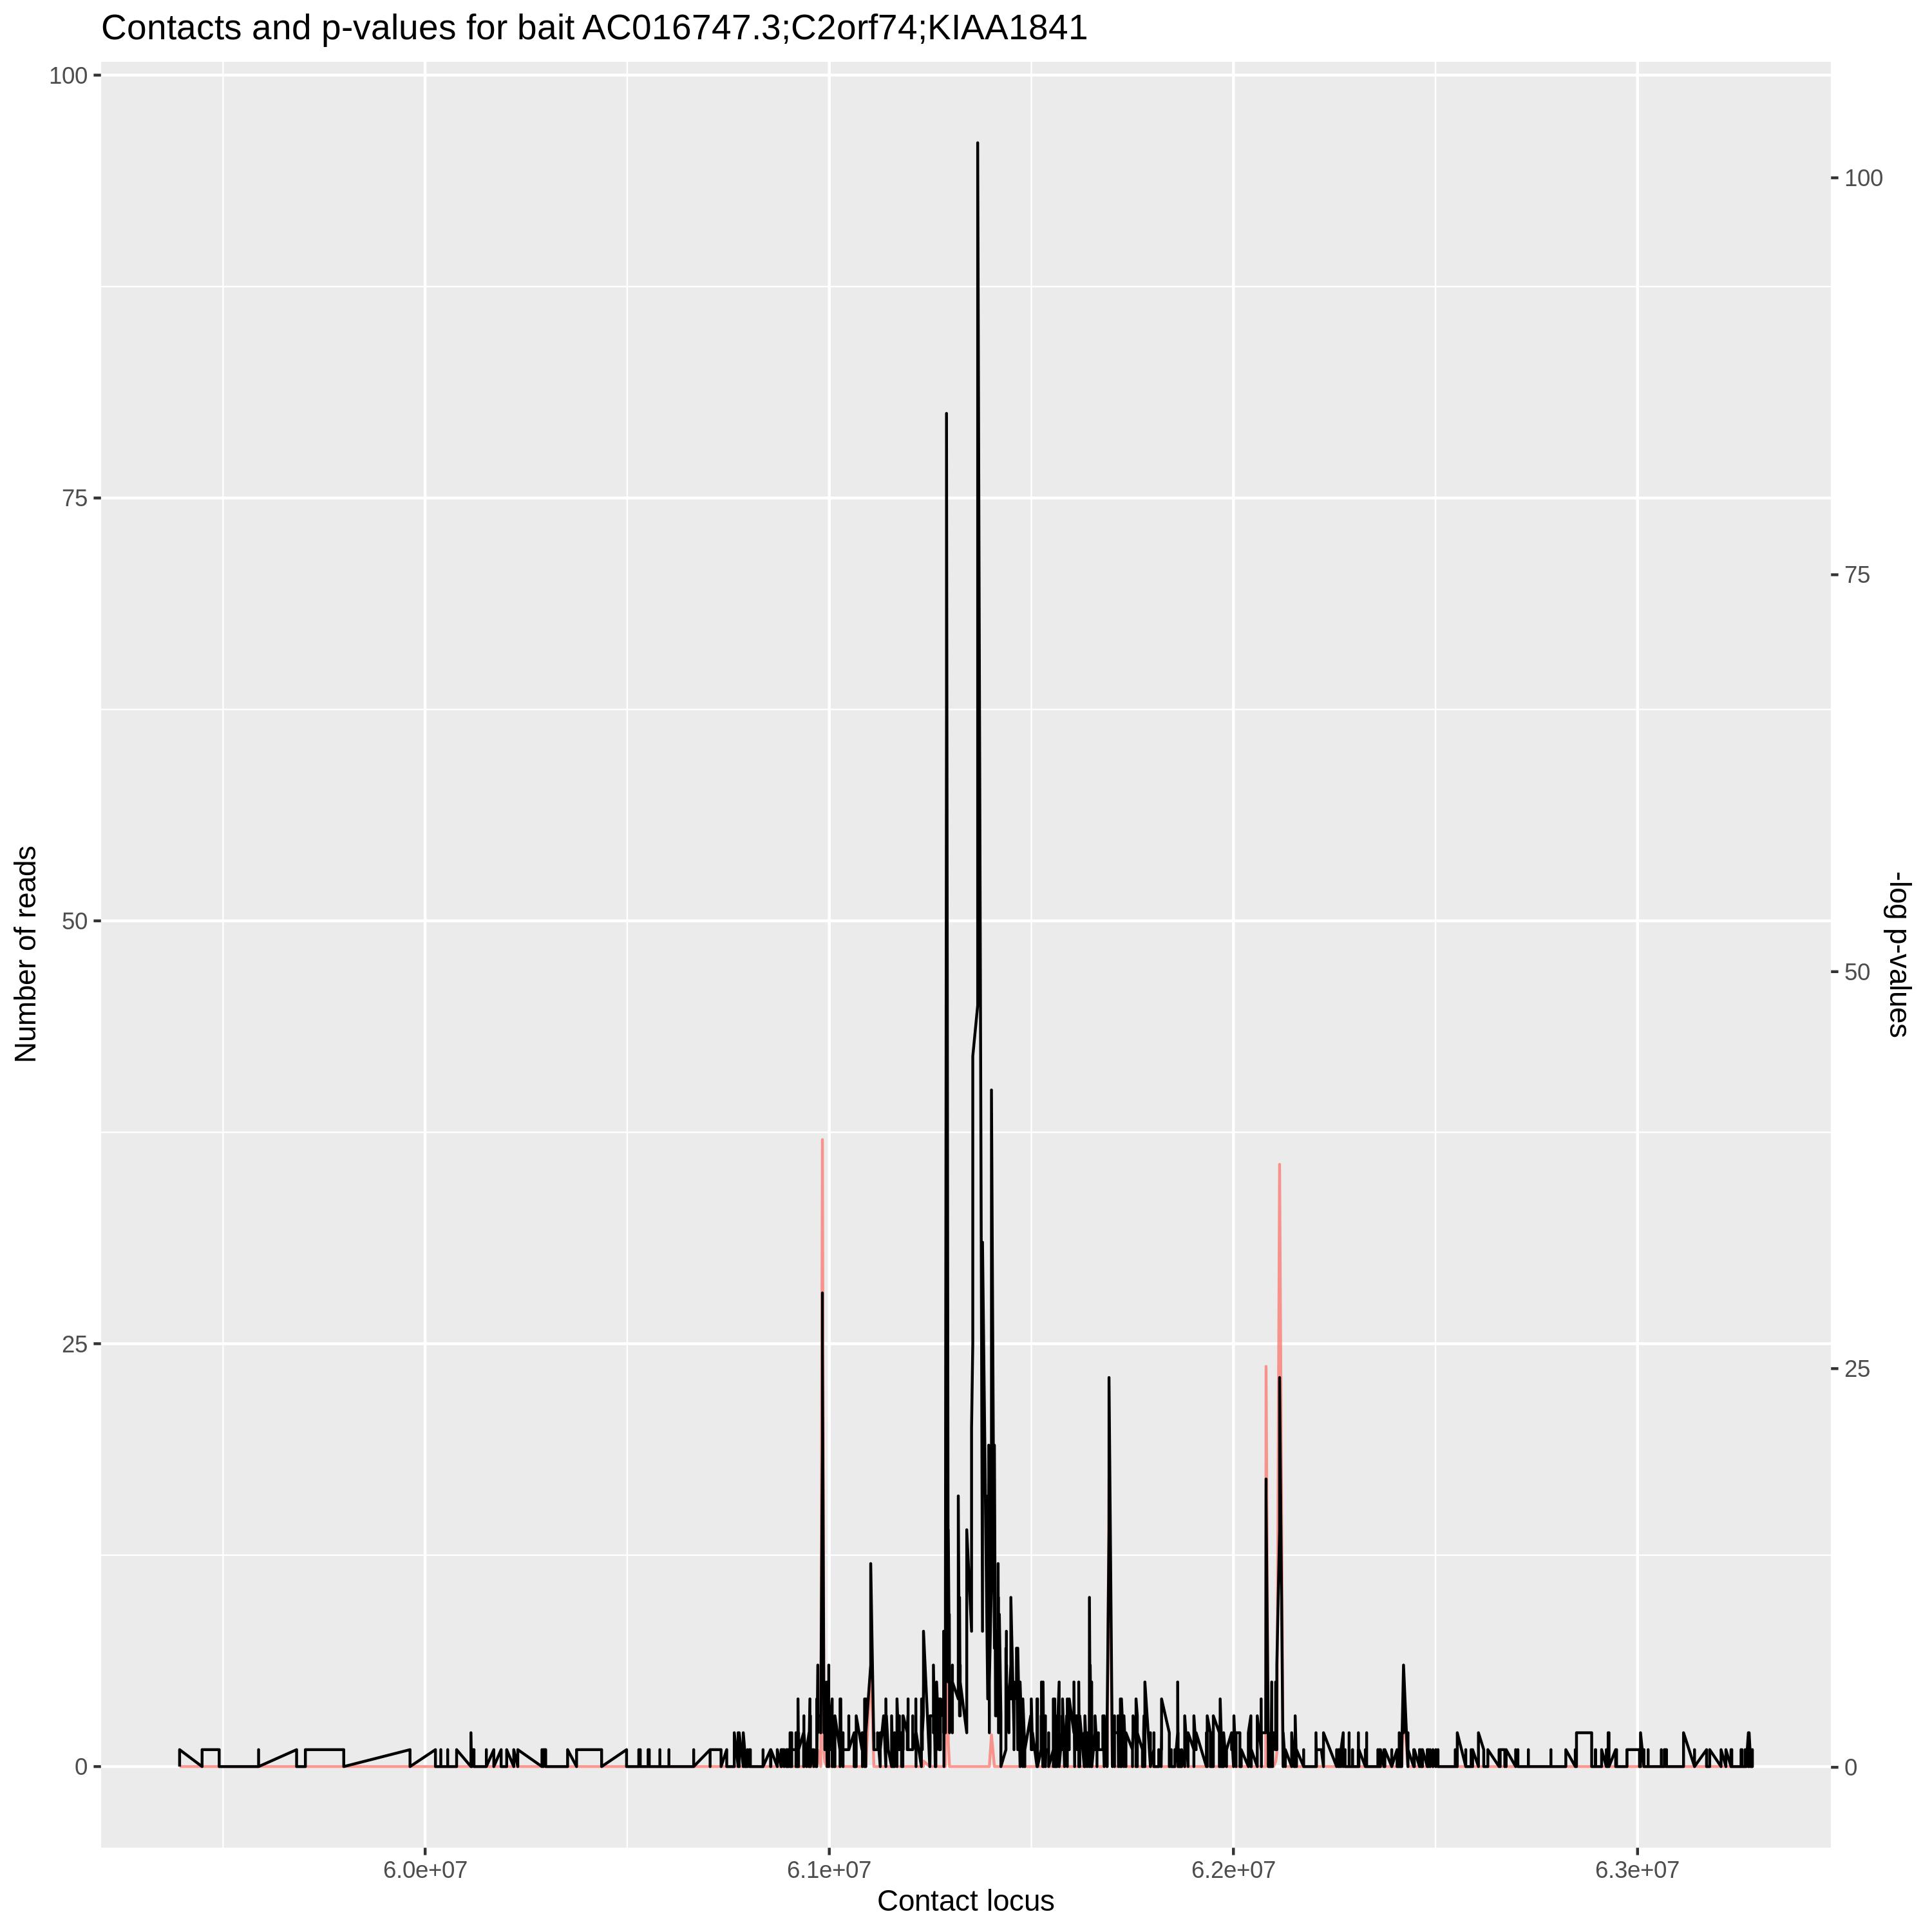 Contacts and p-values for bait AC016747.3;C2orf74;KIAA1841
100
75
50
25
0
Number of reads
100
75
50
25
0
-log p-values
6.0e+07
6.1e+07
6.2e+07
6.3e+07
Contact locus